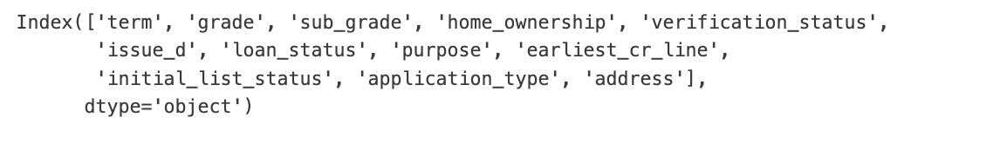 Index(['term', 'grade', 'sub_grade', 'home_ownership', 'verification_status',
       'issue_d', 'loan_status', 'purpose', 'earliest_cr_line',
       'initial_list_status', 'application_type', 'address'],
      dtype='object')